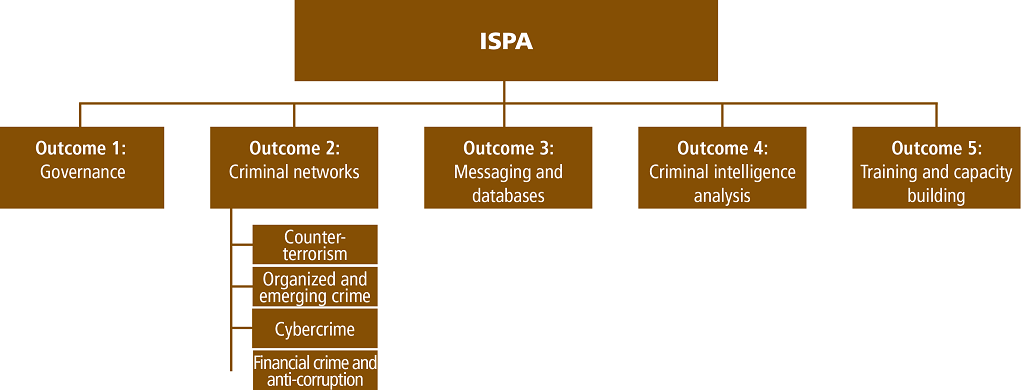 ISPA
Outcome 1:
Governance
Outcome 2:
Criminal networks
Outcome 3:
Messaging and
databases
Outcome 4:
Criminal intelligence
analysis
Outcome 5:
Training and capacity
building
Counter-
terrorism
Organized and
emerging crime
Cybercrime
Financial crime and
anti-corruption